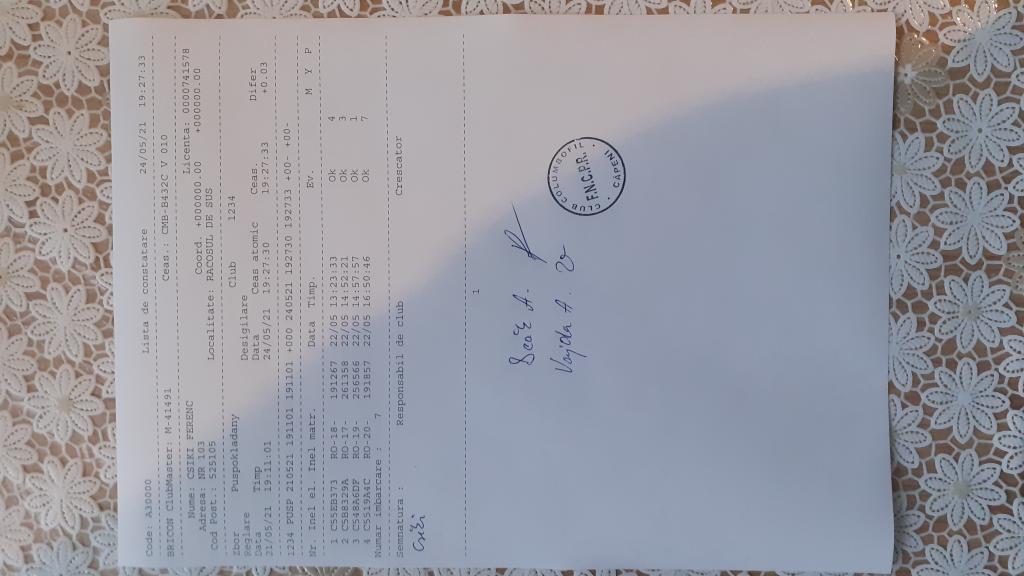 Code: A30000 Lista de constatare 24/05/21 19:27:33
BRICON ClubMaster: M-41491 Ceas.: CMB-B432C V 010
Nume: CSIKI FERENC Licenta: 0000741578
Adresa: NR 103 Coord. +000000.00 +000000.00
Cod Post.: 525105 Localitate: RACOSUL DE SUS
Zbor Puspokladany Club 1234
Reglare Desigilare
Data Timp Data Ceas atomic Ceas. Difer
21/05/21 19:11:01 24/05/21 19:27:30 19:27:33 +0.03
1234 PUSP 210521 191101 191101 +000 240521 192730 192733 +00- +00-
Nr. Inel el. Inel matr. Data Timp. Ev. M Y P
1 C55EB373 RO-18- 191267 22/05 13:23:33 Ok 4
2 C5B8329A RO-17- 261358 22/05 14:52:21 Ok 3
3 C548A6DF RO-19- 256566 22/05 14:57:57 Ok 1
4 C5519A4C RO-20- 191857 22/05 16:50:46 Ok 7
Numar imbarcare : 7
Semnatura : Responsabil de club Crescator
Csíki
1
A.
Vajda A.
CLUB COLUMBOFIL
F.N.C.P.R.
CAPENI